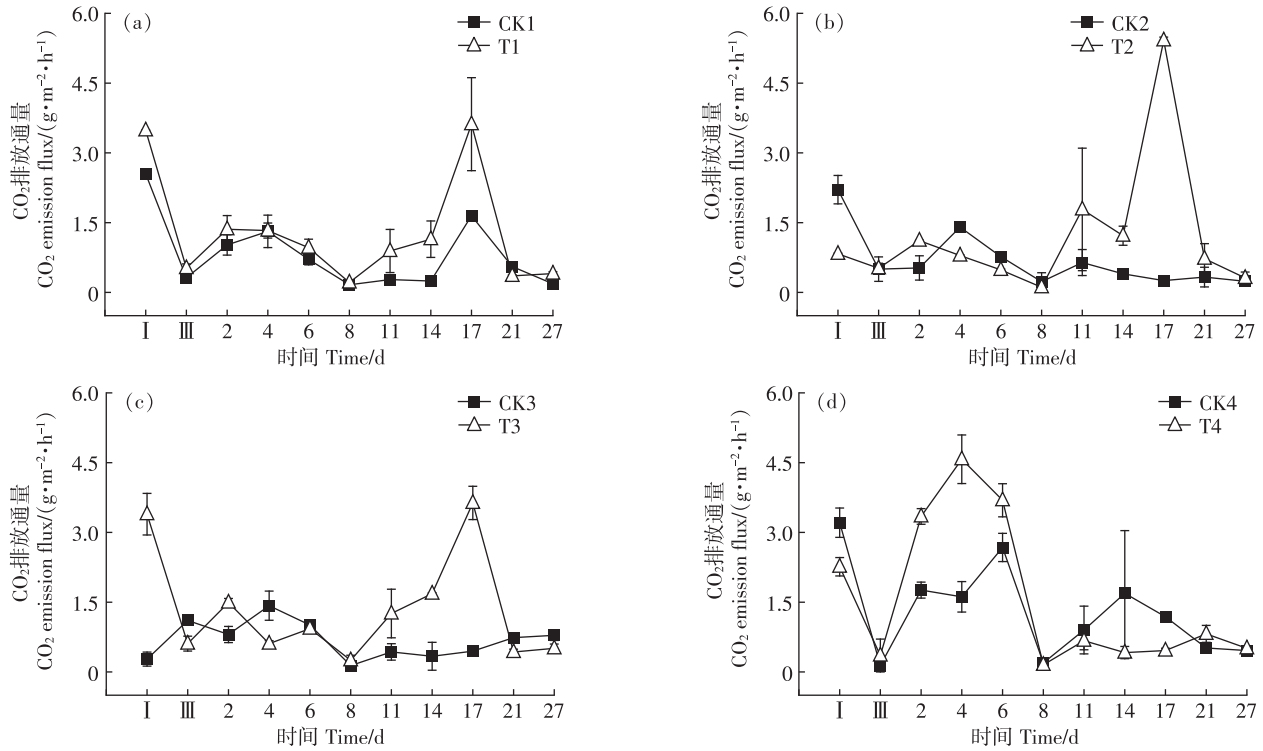 (a)
CK1
T1
6.0
4.5
3.0
1.5
0
CO₂排放通量
CO₂ emission flux/(g·m⁻²·h⁻¹)
Ⅰ Ⅲ 2 4 6 8 11 14 17 21 27
时间 Time/d
(b)
CK2
T2
6.0
4.5
3.0
1.5
0
CO₂排放通量
CO₂ emission flux/(g·m⁻²·h⁻¹)
Ⅰ Ⅲ 2 4 6 8 11 14 17 21 27
时间 Time/d
(c)
CK3
T3
6.0
4.5
3.0
1.5
0
CO₂排放通量
CO₂ emission flux/(g·m⁻²·h⁻¹)
Ⅰ Ⅲ 2 4 6 8 11 14 17 21 27
时间 Time/d
(d)
CK4
T4
6.0
4.5
3.0
1.5
0
CO₂排放通量
CO₂ emission flux/(g·m⁻²·h⁻¹)
Ⅰ Ⅲ 2 4 6 8 11 14 17 21 27
时间 Time/d